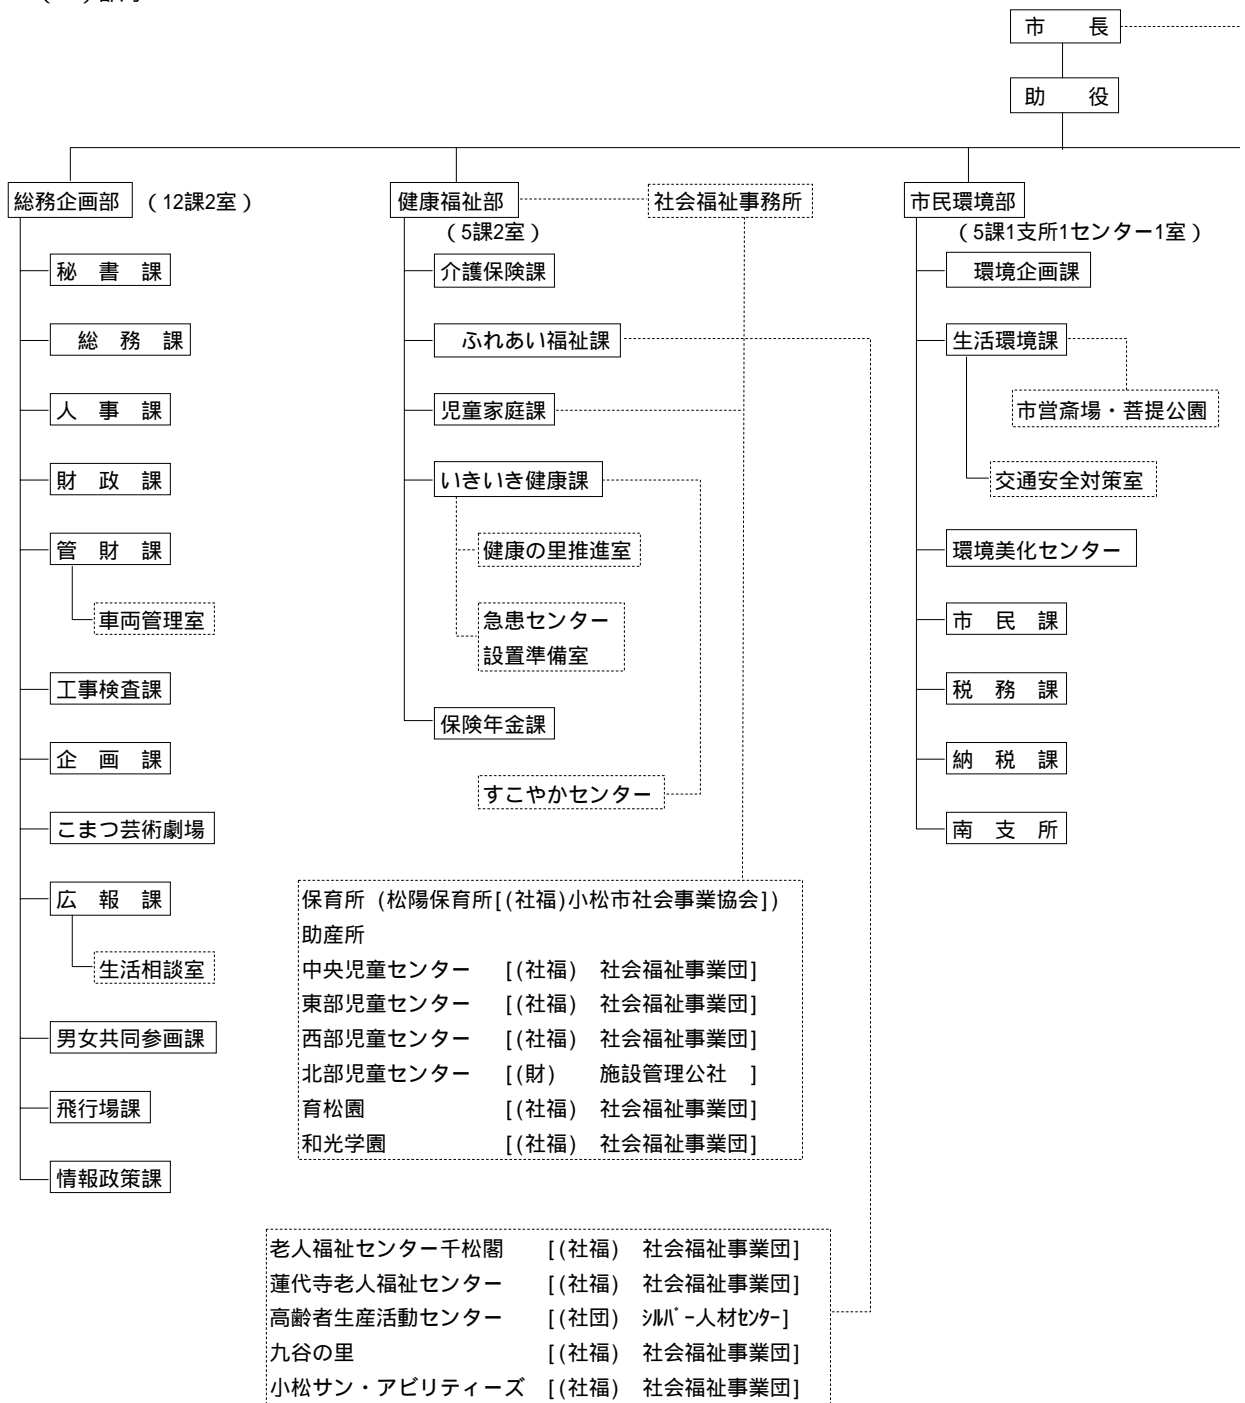 市　長
助　役
総務企画部 （12課2室）
秘　書　課
総　務　課
人　事　課
財　政　課
管　財　課
車両管理室
工事検査課
企　画　課
こまつ芸術劇場
広　報　課
生活相談室
男女共同参画課
飛行場課
情報政策課
健康福祉部
（5課2室）
社会福祉事務所
介護保険課
ふれあい福祉課
児童家庭課
いきいき健康課
健康の里推進室
急患センター
設置準備室
保険年金課
すこやかセンター
保育所 (松陽保育所[(社福)小松市社会事業協会])
助産所
中央児童センター [(社福) 社会福祉事業団]
東部児童センター [(社福) 社会福祉事業団]
西部児童センター [(社福) 社会福祉事業団]
北部児童センター [(財) 施設管理公社 ]
育松園 [(社福) 社会福祉事業団]
和光学園 [(社福) 社会福祉事業団]
老人福祉センター千松閣 [(社福) 社会福祉事業団]
蓮代寺老人福祉センター [(社福) 社会福祉事業団]
高齢者生産活動センター [(社団) ｼﾙﾊﾞｰ人材ｾﾝﾀｰ]
九谷の里 [(社福) 社会福祉事業団]
小松サン・アビリティーズ [(社福) 社会福祉事業団]
市民環境部
（5課1支所1センター1室）
環境企画課
生活環境課
市営斎場・菩提公園
交通安全対策室
環境美化センター
市　民　課
税　務　課
納　税　課
南　支　所